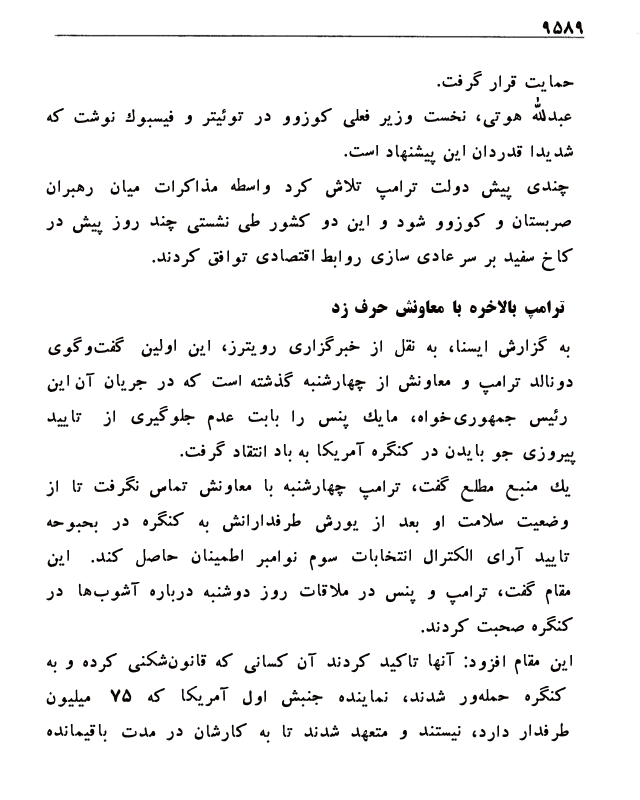 ۹۵۸۹
حمایت قرار گرفت.
عبدلله هوتی، نخست وزیر فعلی کوزوو در توئیتر و فیسبوك نوشت که
شدیدا قدردان این پیشنهاد است.
چندی پیش دولت ترامپ تلاش کرد واسطه مذاکرات میان رهبران
صربستان و کوزوو شود و این دو کشور طی نشستی چند روز پیش در
کاخ سفید بر سر عادی سازی روابط اقتصادی توافق کردند.
ترامپ بالاخره با معاونش حرف زد
به گزارش ایسنا، به نقل از خبرگزاری رویترز، این اولین گفت‌وگوی
دونالد ترامپ و معاونش از چهارشنبه گذشته است که در جریان آن این
رئیس جمهوری‌خواه، مایك پنس را بابت عدم جلوگیری از تایید
پیروزی جو بایدن در کنگره آمریکا به باد انتقاد گرفت.
یك منبع مطلع گفت، ترامپ چهارشنبه با معاونش تماس نگرفت تا از
وضعیت سلامت او بعد از یورش طرفدارانش به کنگره در بحبوحه
تایید آرای الکترال انتخابات سوم نوامبر اطمینان حاصل کند. این
مقام گفت، ترامپ و پنس در ملاقات روز دوشنبه درباره آشوب‌ها در
کنگره صحبت کردند.
این مقام افزود: آنها تاکید کردند آن کسانی که قانون‌شکنی کرده و به
کنگره حمله‌ور شدند، نماینده جنبش اول آمریکا که ۷۵ میلیون
طرفدار دارد، نیستند و متعهد شدند تا به کارشان در مدت باقیمانده